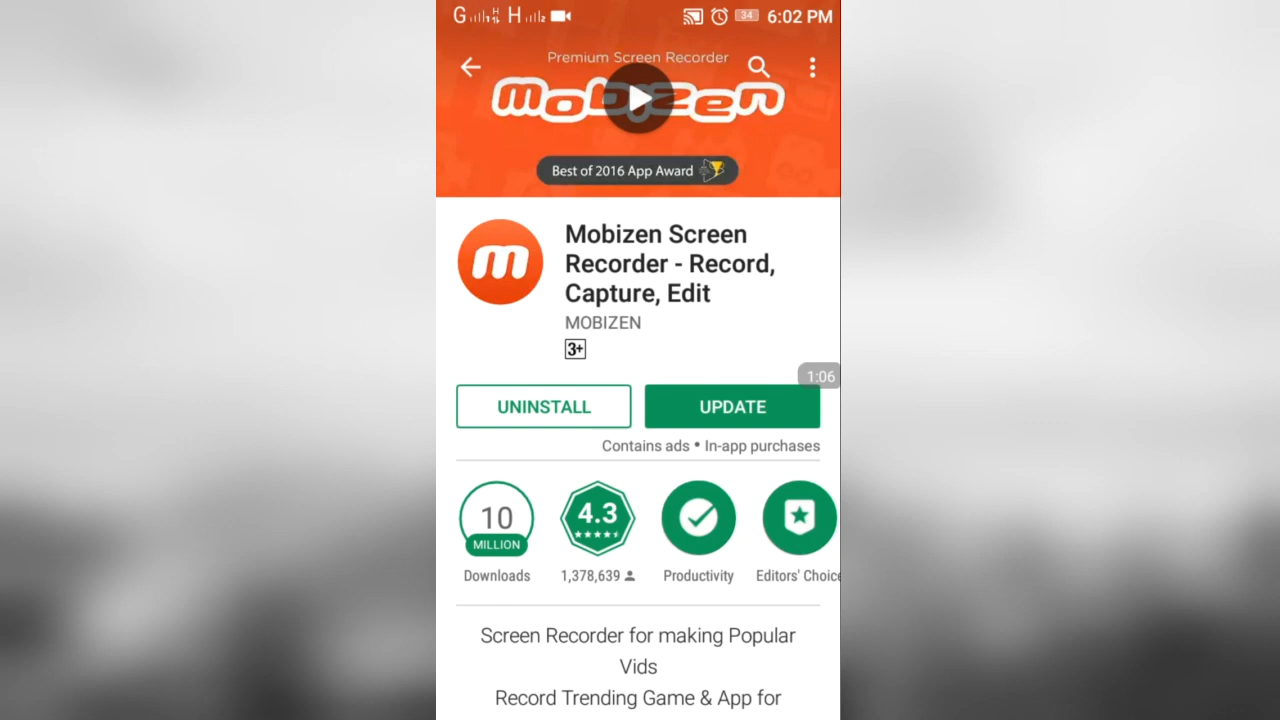 G H 34 6:02 PM
Premium Screen Recorder
mobizen
Best of 2016 App Award
m
Mobizen Screen
Recorder - Record,
Capture, Edit
MOBIZEN
3+
1:06
UNINSTALL UPDATE
Contains ads • In-app purchases
10 4.3
MILLION
Downloads 1,378,639 Productivity Editors' Choice
Screen Recorder for making Popular
Vids
Record Trending Game & App for